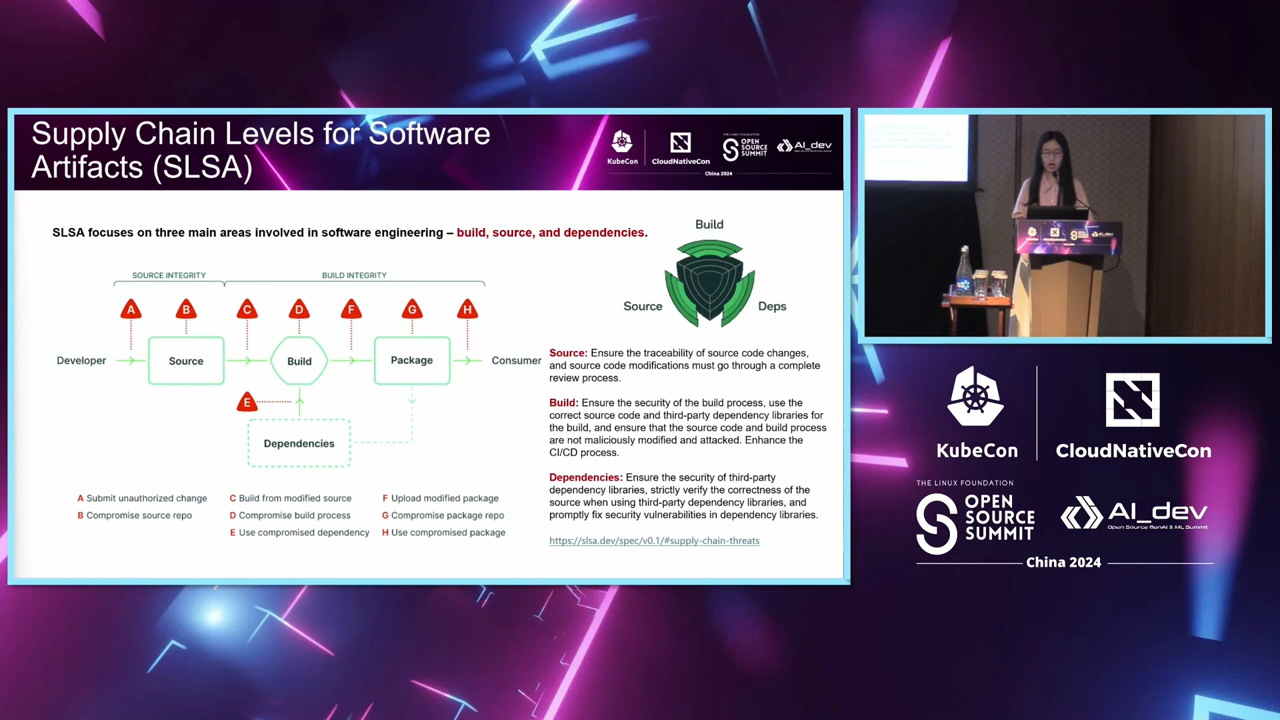 Supply Chain Levels for Software
Artifacts (SLSA)
KubeCon
CloudNativeCon
THE LINUX FOUNDATION
OPEN
SOURCE
SUMMIT
AI_dev
China 2024
SLSA focuses on three main areas involved in software engineering – build, source, and dependencies.
SOURCE INTEGRITY
BUILD INTEGRITY
A
B
C
D
F
G
H
Developer
Source
Build
Package
Consumer
E
Dependencies
A Submit unauthorized change
B Compromise source repo
C Build from modified source
D Compromise build process
E Use compromised dependency
F Upload modified package
G Compromise package repo
H Use compromised package
Build
Source
Deps
Source: Ensure the traceability of source code changes,
and source code modifications must go through a complete
review process.
Build: Ensure the security of the build process, use the
correct source code and third-party dependency libraries for
the build, and ensure that the source code and build process
are not maliciously modified and attacked. Enhance the
CI/CD process.
Dependencies: Ensure the security of third-party
dependency libraries, strictly verify the correctness of the
source when using third-party dependency libraries, and
promptly fix security vulnerabilities in dependency libraries.
https://slsa.dev/spec/v0.1/#supply-chain-threats
KubeCon
CloudNativeCon
THE LINUX FOUNDATION
OPEN
SOURCE
SUMMIT
AI_dev
Open Source GenAI & ML Summit
China 2024